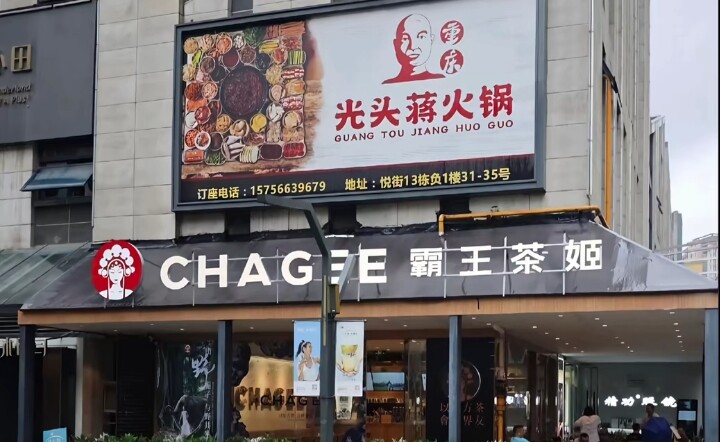 小田
重庆
光头蒋火锅
GUANG TOU JIANG HUO GUO
订座电话：15756639679 地址：悦街13栋负1楼31-35号
CHAGEE 霸王茶姬
CHAGEE